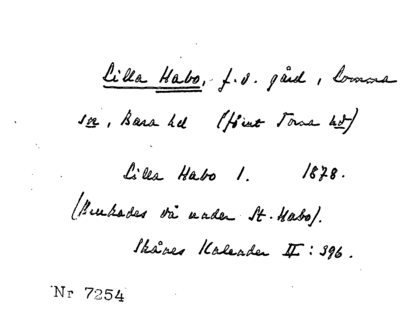 Lilla Habo, f.d. gård, Lomma
sn, Bara hd (förut Torna hd)
Lilla Habo 1. 1878.
(Brukades då under St. Habo).
Skånes Kalender II : 396.
Nr 7254